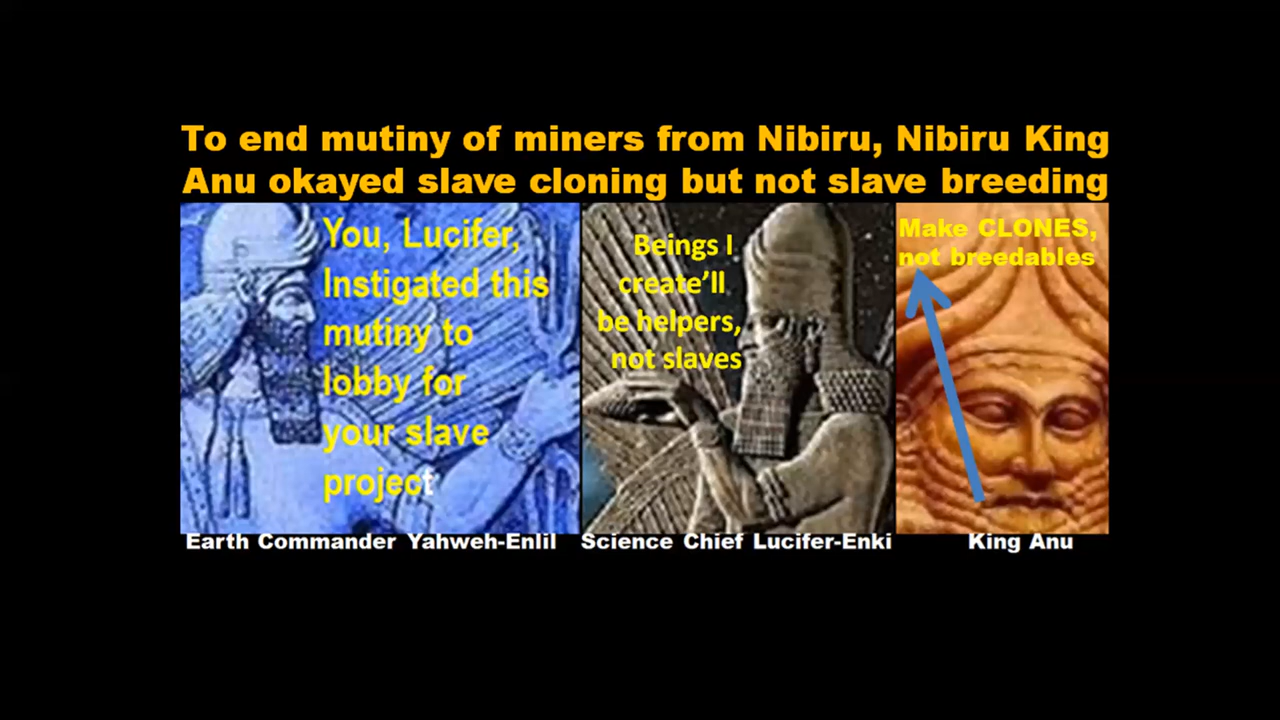 To end mutiny of miners from Nibiru, Nibiru King
Anu okayed slave cloning but not slave breeding
You, Lucifer,
Instigated this
mutiny to
lobby for
your slave
project
Beings I
create'll
be helpers,
not slaves
Make CLONES,
not breedables
Earth Commander Yahweh-Enlil
Science Chief Lucifer-Enki
King Anu